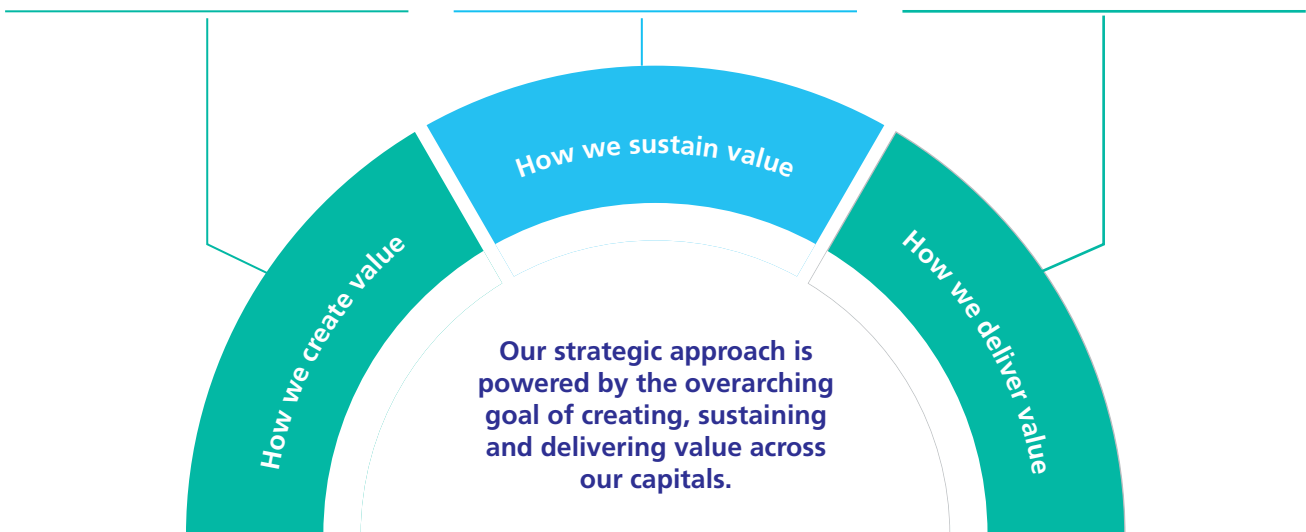 How we create value
How we sustain value
How we deliver value
Our strategic approach is
powered by the overarching
goal of creating, sustaining
and delivering value across
our capitals.